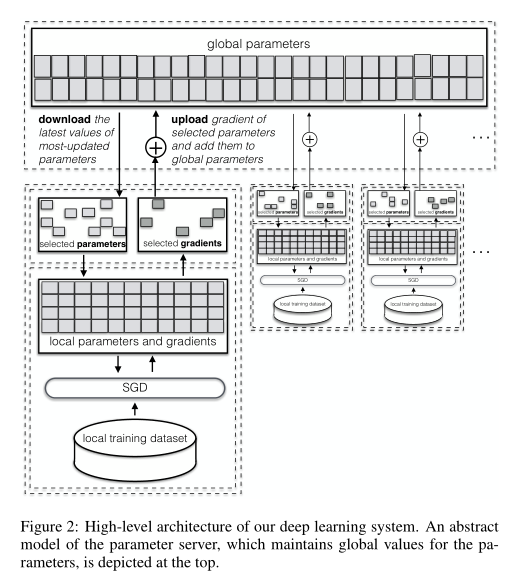 global parameters
download the
latest values of
most-updated
parameters
upload gradient of
selected parameters
and add them to
global parameters
. . .
selected parameters
selected gradients
local parameters and gradients
SGD
local training dataset
selected parameters
selected gradients
local parameters and gradients
SGD
local training dataset
selected parameters
selected gradients
local parameters and gradients
SGD
local training dataset
. . .
Figure 2: High-level architecture of our deep learning system. An abstract
model of the parameter server, which maintains global values for the pa-
rameters, is depicted at the top.